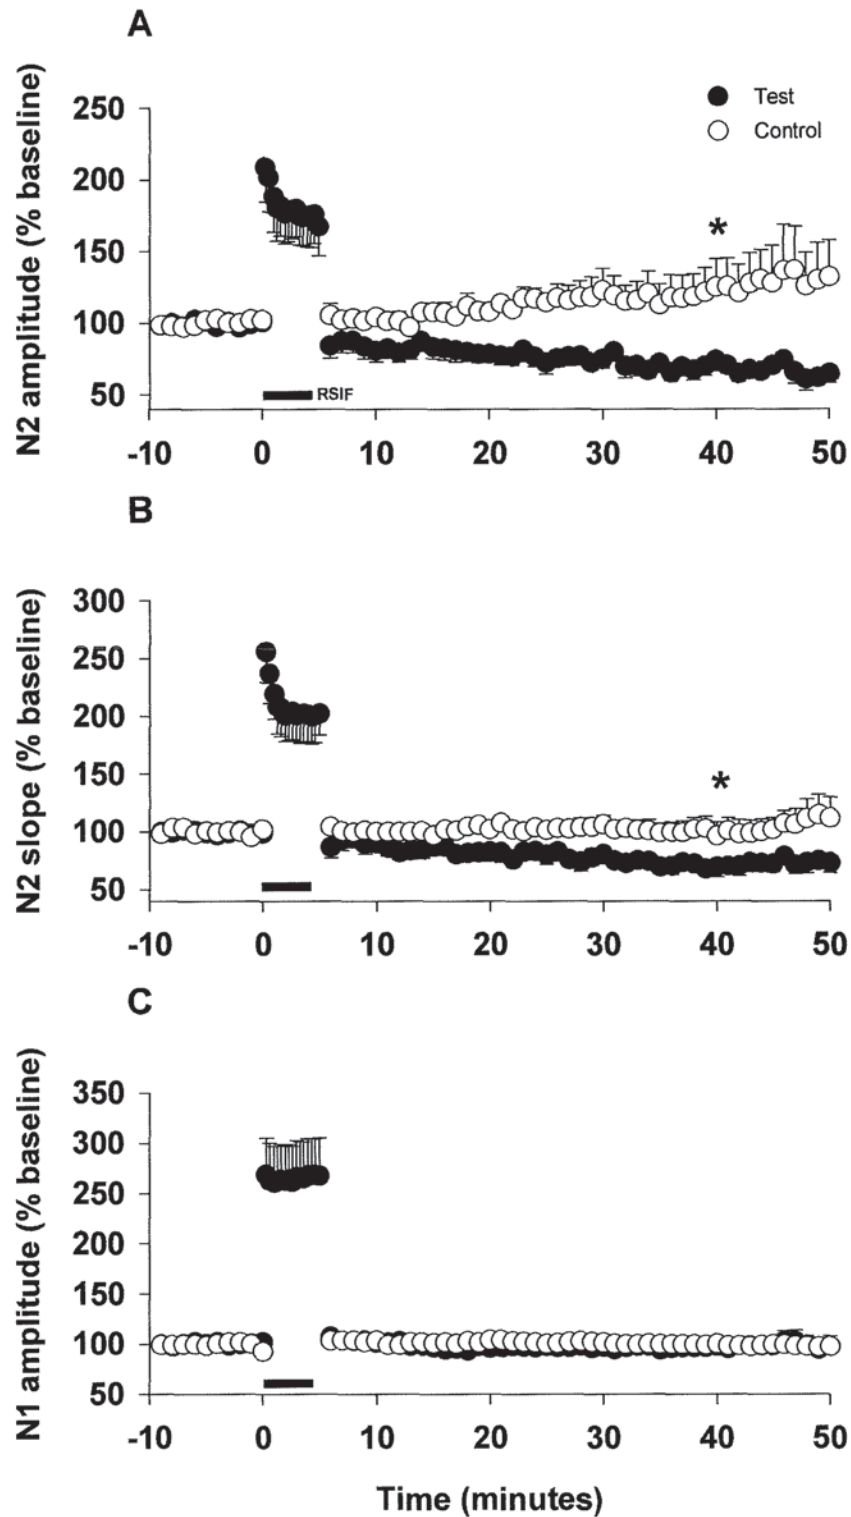 A
N2 amplitude (% baseline)
250
200
150
100
50
Test
Control
*
RSIF
-10 0 10 20 30 40 50
B
N2 slope (% baseline)
300
250
200
150
100
50
*
-10 0 10 20 30 40 50
C
N1 amplitude (% baseline)
350
300
250
200
150
100
50
-10 0 10 20 30 40 50
Time (minutes)